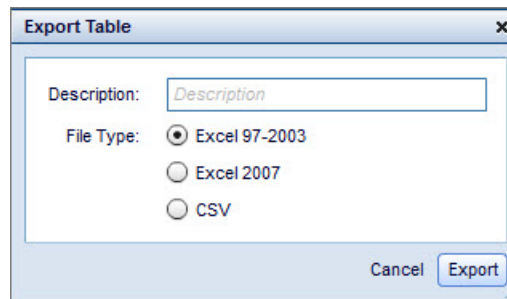 Export Table
Description: Description
File Type: Excel 97-2003
Excel 2007
CSV
Cancel Export